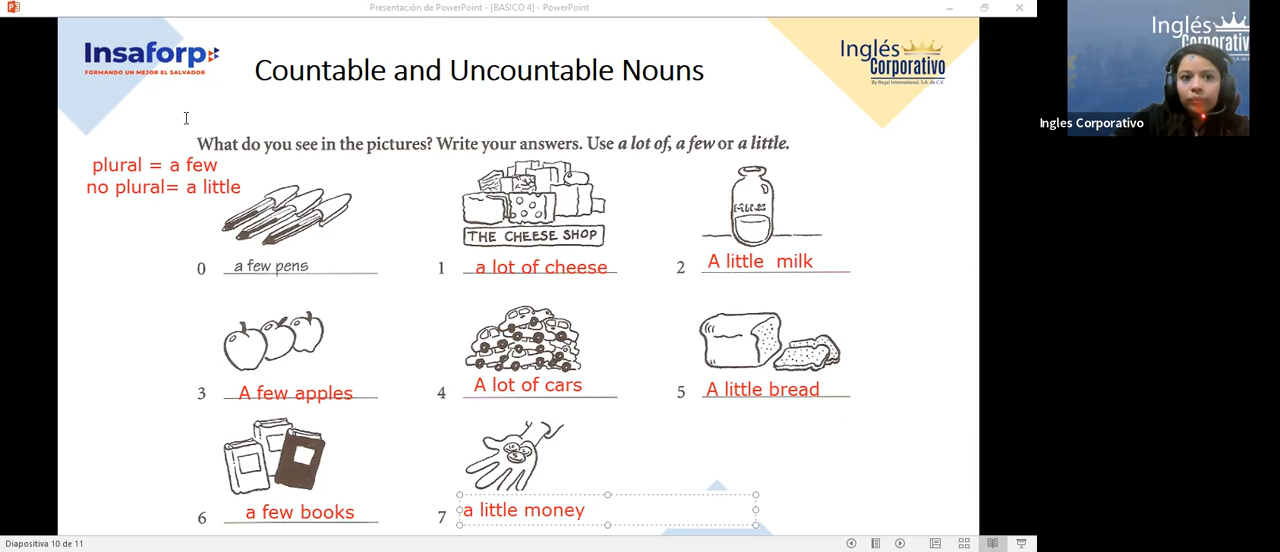 Presentación de PowerPoint - [BASICO 4] - PowerPoint
Insaforp
FORMANDO UN MEJOR EL SALVADOR
Countable and Uncountable Nouns
Inglés
Corporativo
By Regal International, S.A. de C.V.
Inglés
Corporativo
Ingles Corporativo
What do you see in the pictures? Write your answers. Use a lot of, a few or a little.
plural = a few
no plural= a little
THE CHEESE SHOP
MILK
0 a few pens
1 a lot of cheese
2 A little milk
3 A few apples
4 A lot of cars
5 A little bread
6 a few books
7 a little money
Diapositiva 10 de 11